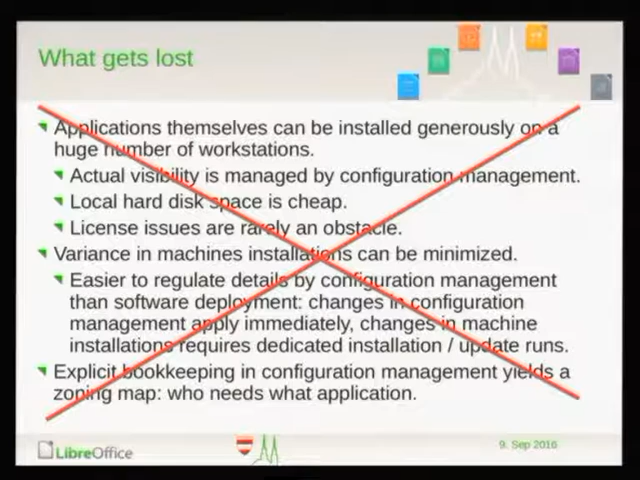 What gets lost
Applications themselves can be installed generously on a
huge number of workstations.
Actual visibility is managed by configuration management.
Local hard disk space is cheap.
License issues are rarely an obstacle.
Variance in machines installations can be minimized.
Easier to regulate details by configuration management
than software deployment: changes in configuration
management apply immediately, changes in machine
installations requires dedicated installation / update runs.
Explicit bookkeeping in configuration management yields a
zoning map: who needs what application.
LibreOffice
9. Sep 2016